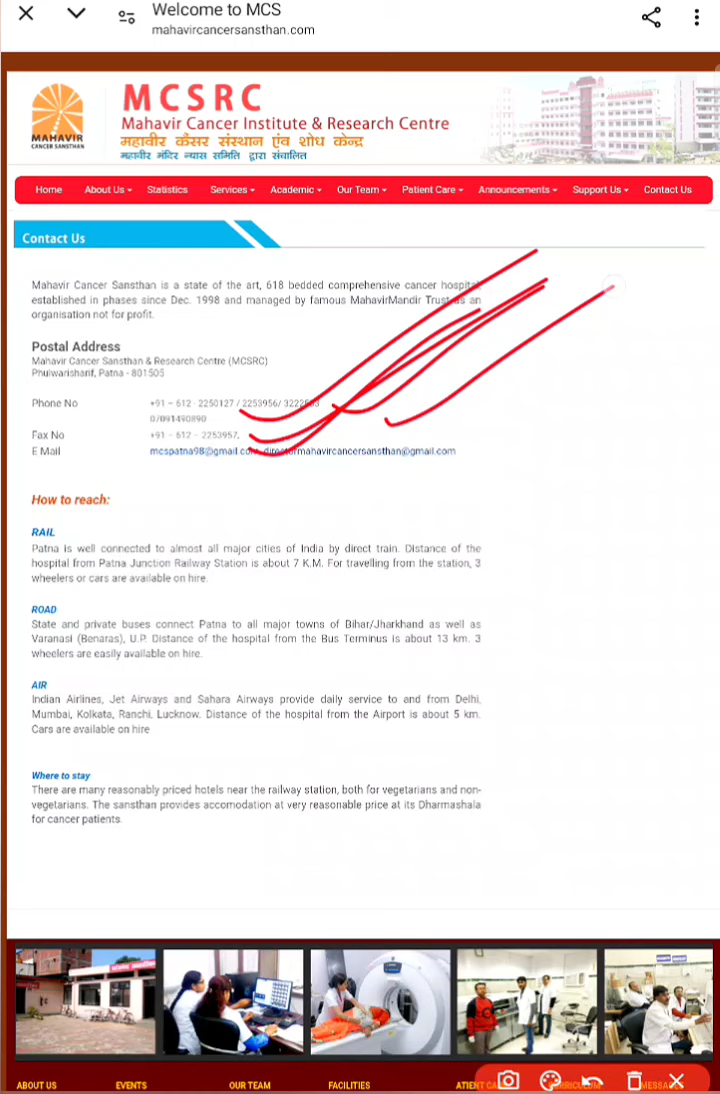 Welcome to MCS
mahavircancersansthan.com
MAHAVIR
CANCER SANSTHAN
MCSRC
Mahavir Cancer Institute & Research Centre
महावीर कैंसर संस्थान एंव शोध केन्द्र
महावीर मंदिर न्यास समिति द्वारा संचालित
Home About Us Statistics Services Academic Our Team Patient Care Announcements Support Us Contact Us
Contact Us
Mahavir Cancer Sansthan is a state of the art, 618 bedded comprehensive cancer hospital
established in phases since Dec. 1998 and managed by famous MahavirMandir Trust as an
organisation not for profit.
Postal Address
Mahavir Cancer Sansthan & Research Centre (MCSRC)
Phulwarisharif, Patna - 801505
Phone No +91 – 612 - 2250127 / 2253956/
07091490890
Fax No +91 – 612 – 2253957,
E Mail mcspatna98@gmail.com, directormahavircancersansthan@gmail.com
How to reach:
RAIL
Patna is well connected to almost all major cities of India by direct train. Distance of the
hospital from Patna Junction Railway Station is about 7 K.M. For travelling from the station, 3
wheelers or cars are available on hire.
ROAD
State and private buses connect Patna to all major towns of Bihar/Jharkhand as well as
Varanasi (Benaras), U.P. Distance of the hospital from the Bus Terminus is about 13 km. 3
wheelers are easily available on hire.
AIR
Indian Airlines, Jet Airways and Sahara Airways provide daily service to and from Delhi,
Mumbai, Kolkata, Ranchi, Lucknow. Distance of the hospital from the Airport is about 5 km.
Cars are available on hire
Where to stay
There are many reasonably priced hotels near the railway station, both for vegetarians and non-
vegetarians. The sansthan provides accomodation at very reasonable price at its Dharmashala
for cancer patients.
ABOUT US EVENTS OUR TEAM FACILITIES